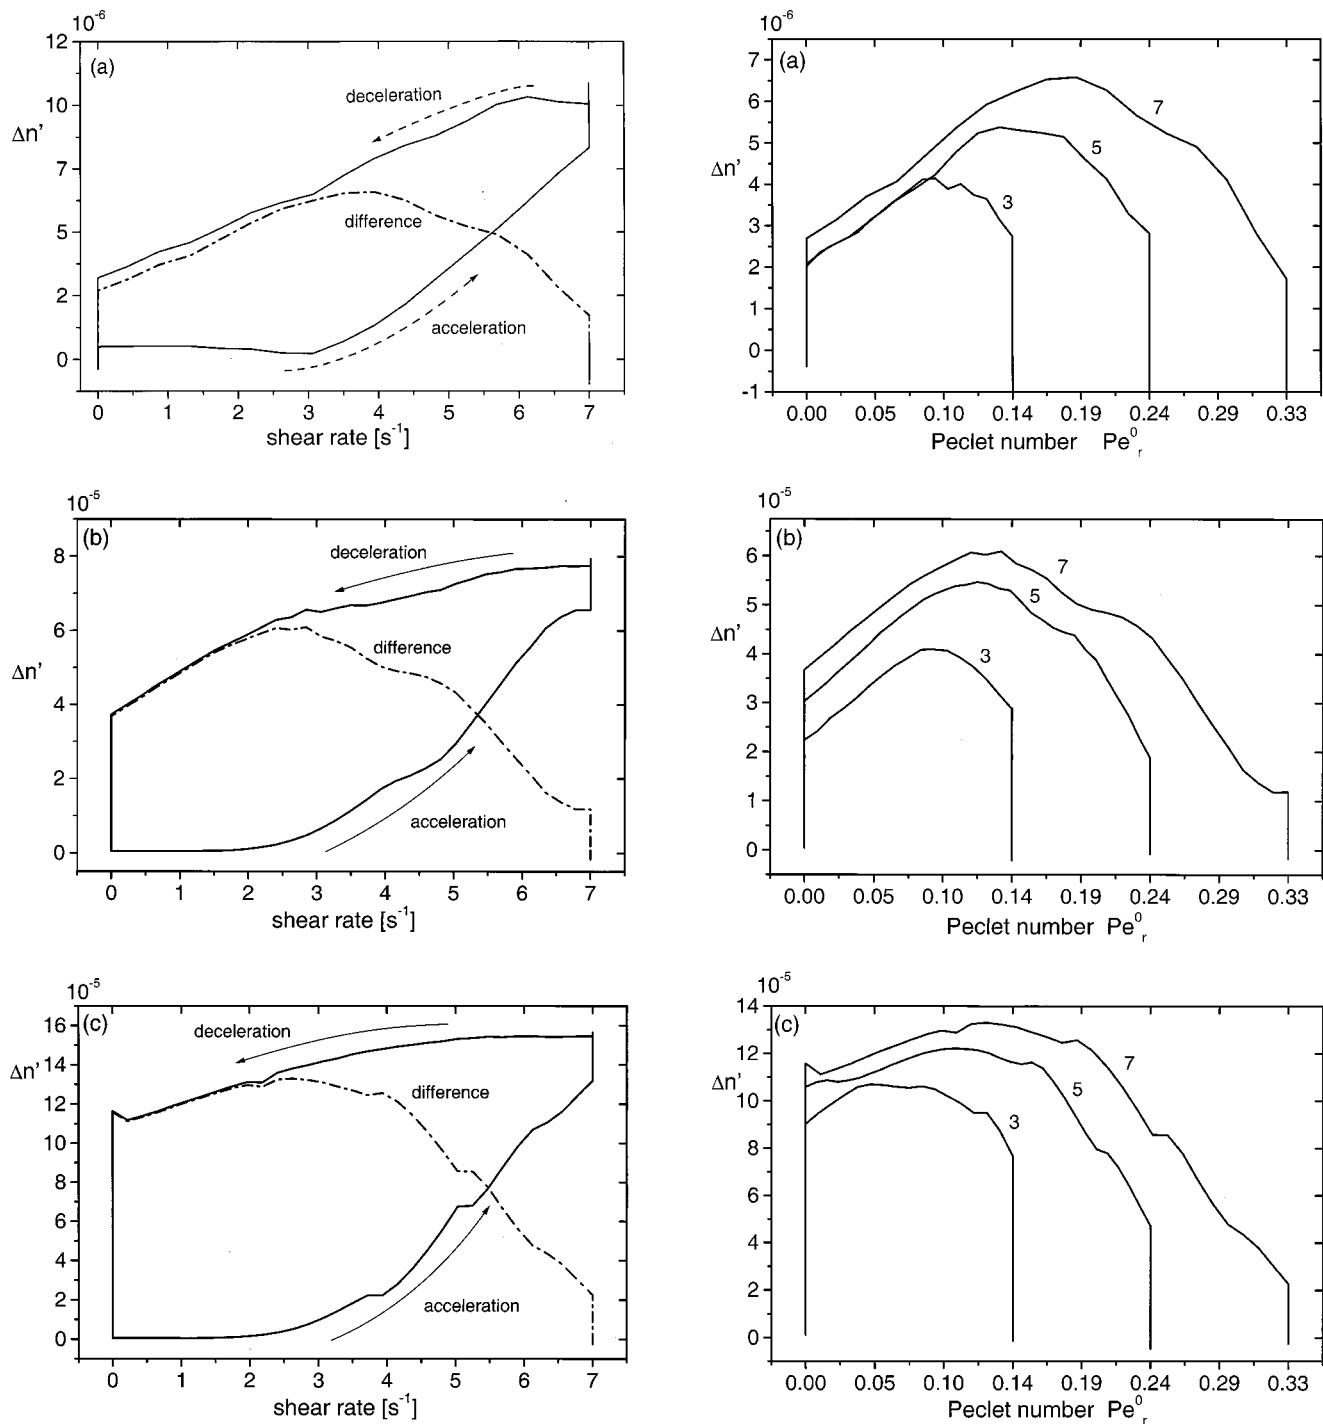 10⁻⁶
12
(a)
deceleration
10
Δn'
7
difference
5
acceleration
2
0
0 1 2 3 4 5 6 7
shear rate [s⁻¹]
10⁻⁶
7
(a)
7
6
5
5
Δn'
4
3
3
2
1
0
-1
0.00 0.05 0.10 0.14 0.19 0.24 0.29 0.33
Peclet number Pe⁰ᵣ
10⁻⁵
(b)
8
deceleration
Δn'
6
difference
4
2
acceleration
0
0 1 2 3 4 5 6 7
shear rate [s⁻¹]
10⁻⁵
(b)
6
7
5
5
Δn'
4
3
3
2
1
0
0.00 0.05 0.10 0.14 0.19 0.24 0.29 0.33
Peclet number Pe⁰ᵣ
10⁻⁵
16
(c)
deceleration
14
Δn'
12
difference
10
8
6
4
2
acceleration
0
0 1 2 3 4 5 6 7
shear rate [s⁻¹]
10⁻⁵
14
(c)
12
7
Δn'
10
5
3
8
6
4
2
0
0.00 0.05 0.10 0.14 0.19 0.24 0.29 0.33
Peclet number Pe⁰ᵣ